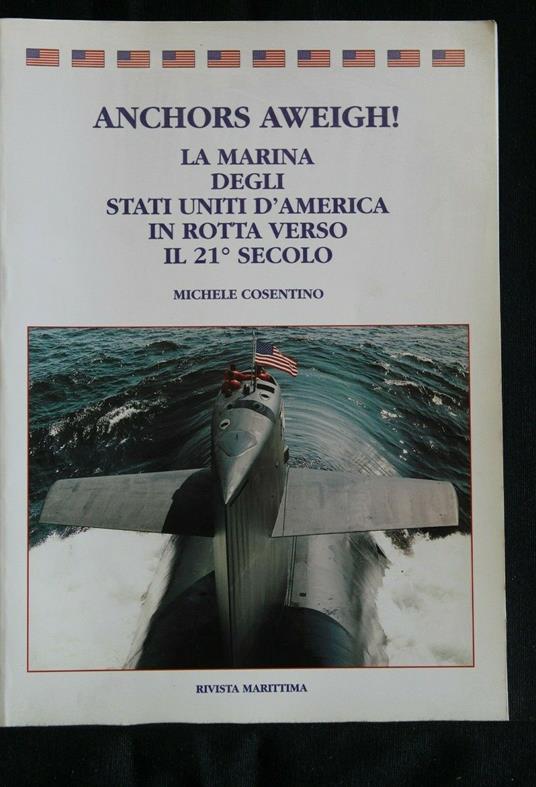 ANCHORS AWEIGH!
LA MARINA
DEGLI
STATI UNITI D'AMERICA
IN ROTTA VERSO
IL 21° SECOLO
MICHELE COSENTINO
RIVISTA MARITTIMA